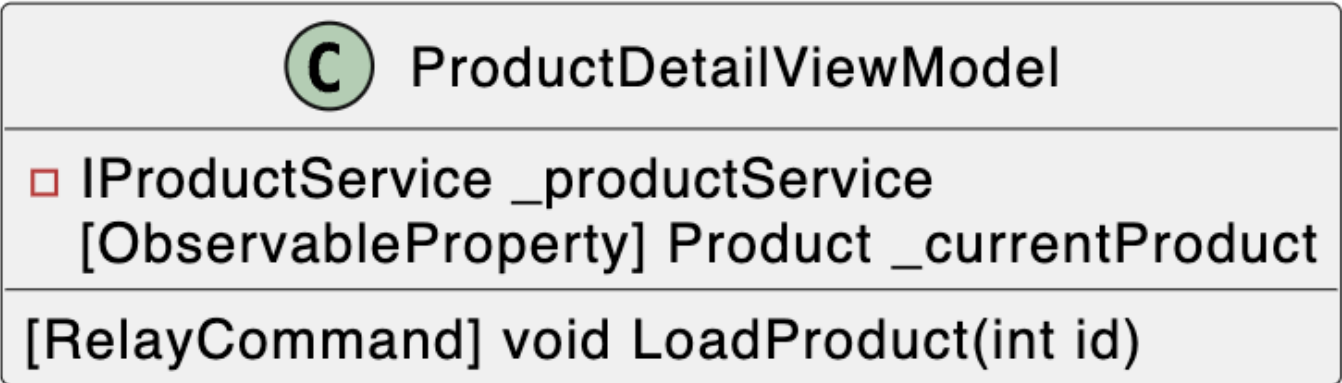 C ProductDetailViewModel
IProductService _productService
[ObservableProperty] Product _currentProduct
[RelayCommand] void LoadProduct(int id)